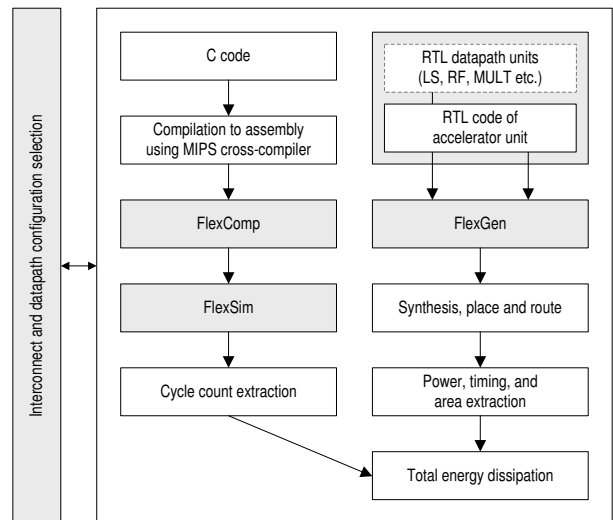 Interconnect and datapath configuration selection
C code
Compilation to assembly
using MIPS cross-compiler
FlexComp
FlexSim
Cycle count extraction
RTL datapath units
(LS, RF, MULT etc.)
RTL code of
accelerator unit
FlexGen
Synthesis, place and route
Power, timing, and
area extraction
Total energy dissipation